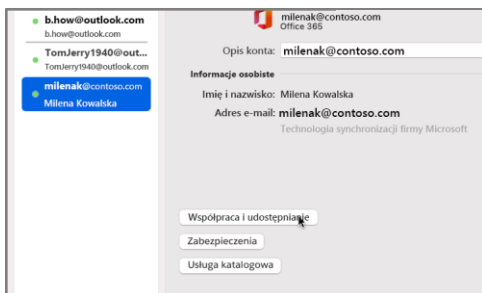 b.how@outlook.com
b.how@outlook.com
TomJerry1940@out...
TomJerry1940@outlook.com
milenak@contoso.com
Milena Kowalska
milenak@contoso.com
Office 365
Opis konta: milenak@contoso.com
Informacje osobiste
Imię i nazwisko: Milena Kowalska
Adres e-mail: milenak@contoso.com
Technologia synchronizacji firmy Microsoft
Współpraca i udostępnianie
Zabezpieczenia
Usługa katalogowa